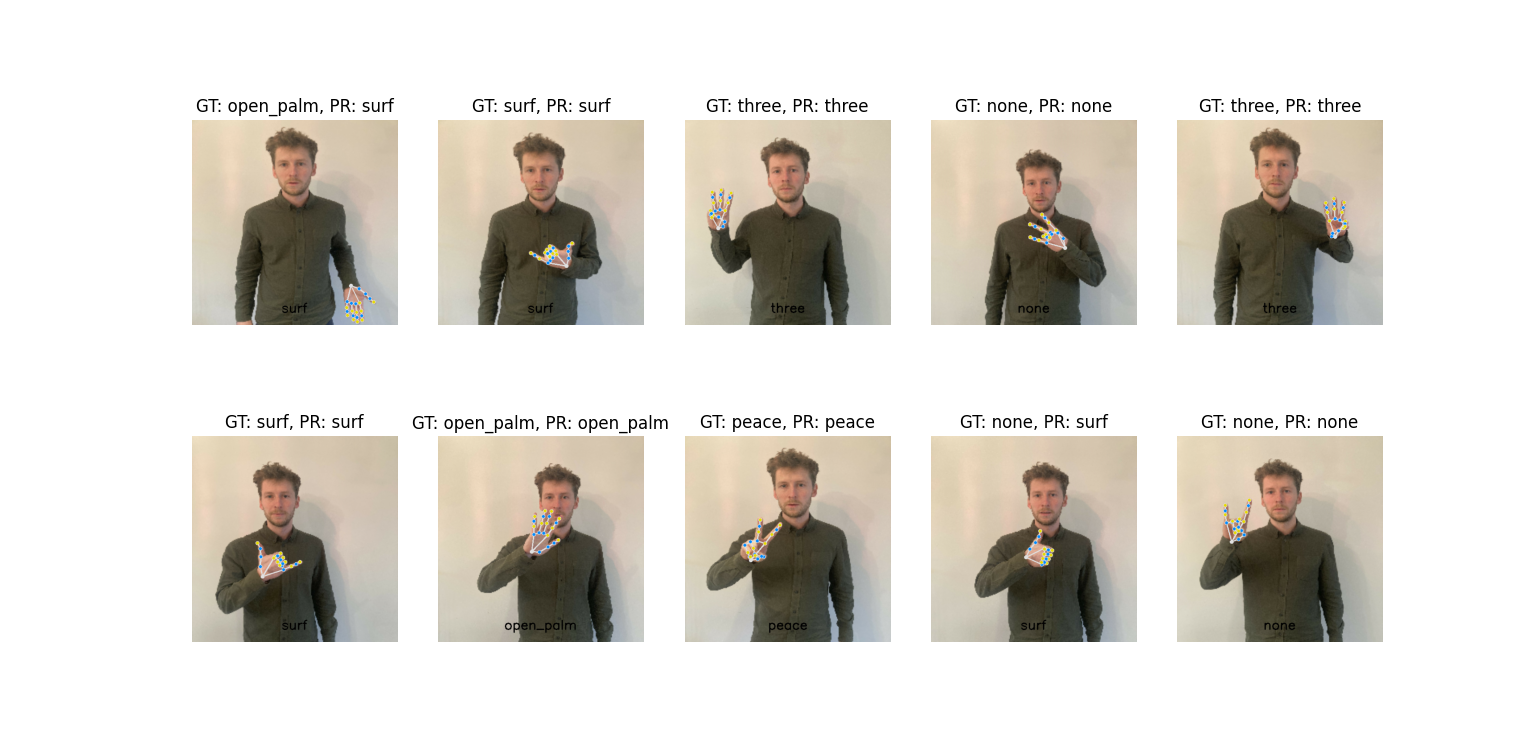 GT: open_palm, PR: surf
GT: surf, PR: surf
GT: three, PR: three
GT: none, PR: none
GT: three, PR: three
surf
surf
three
none
three
GT: surf, PR: surf
GT: open_palm, PR: open_palm
GT: peace, PR: peace
GT: none, PR: surf
GT: none, PR: none
surf
open_palm
peace
surf
none